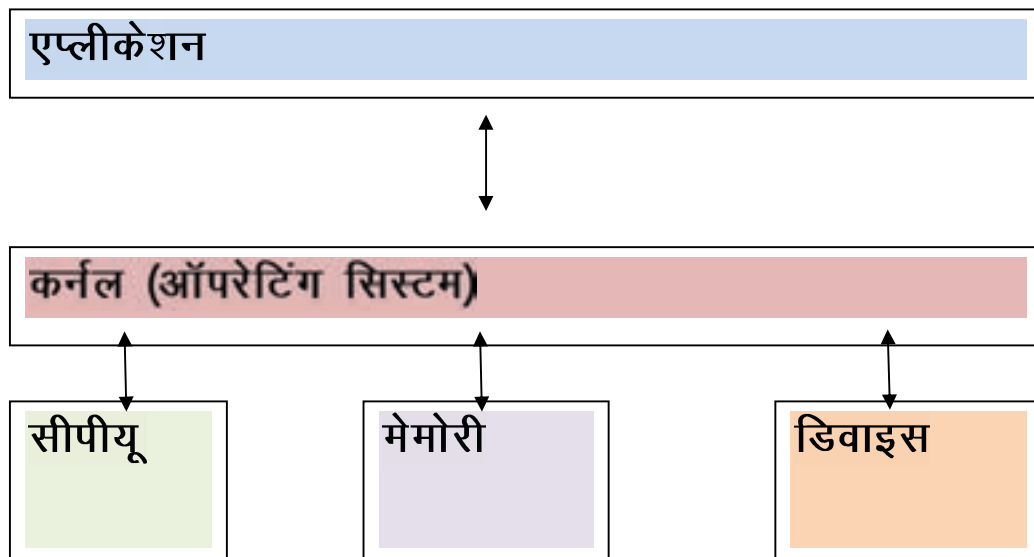 एप्लीकेशन
कर्नल (ऑपरेटिंग सिस्टम)
सीपीयू
मेमोरी
डिवाइस